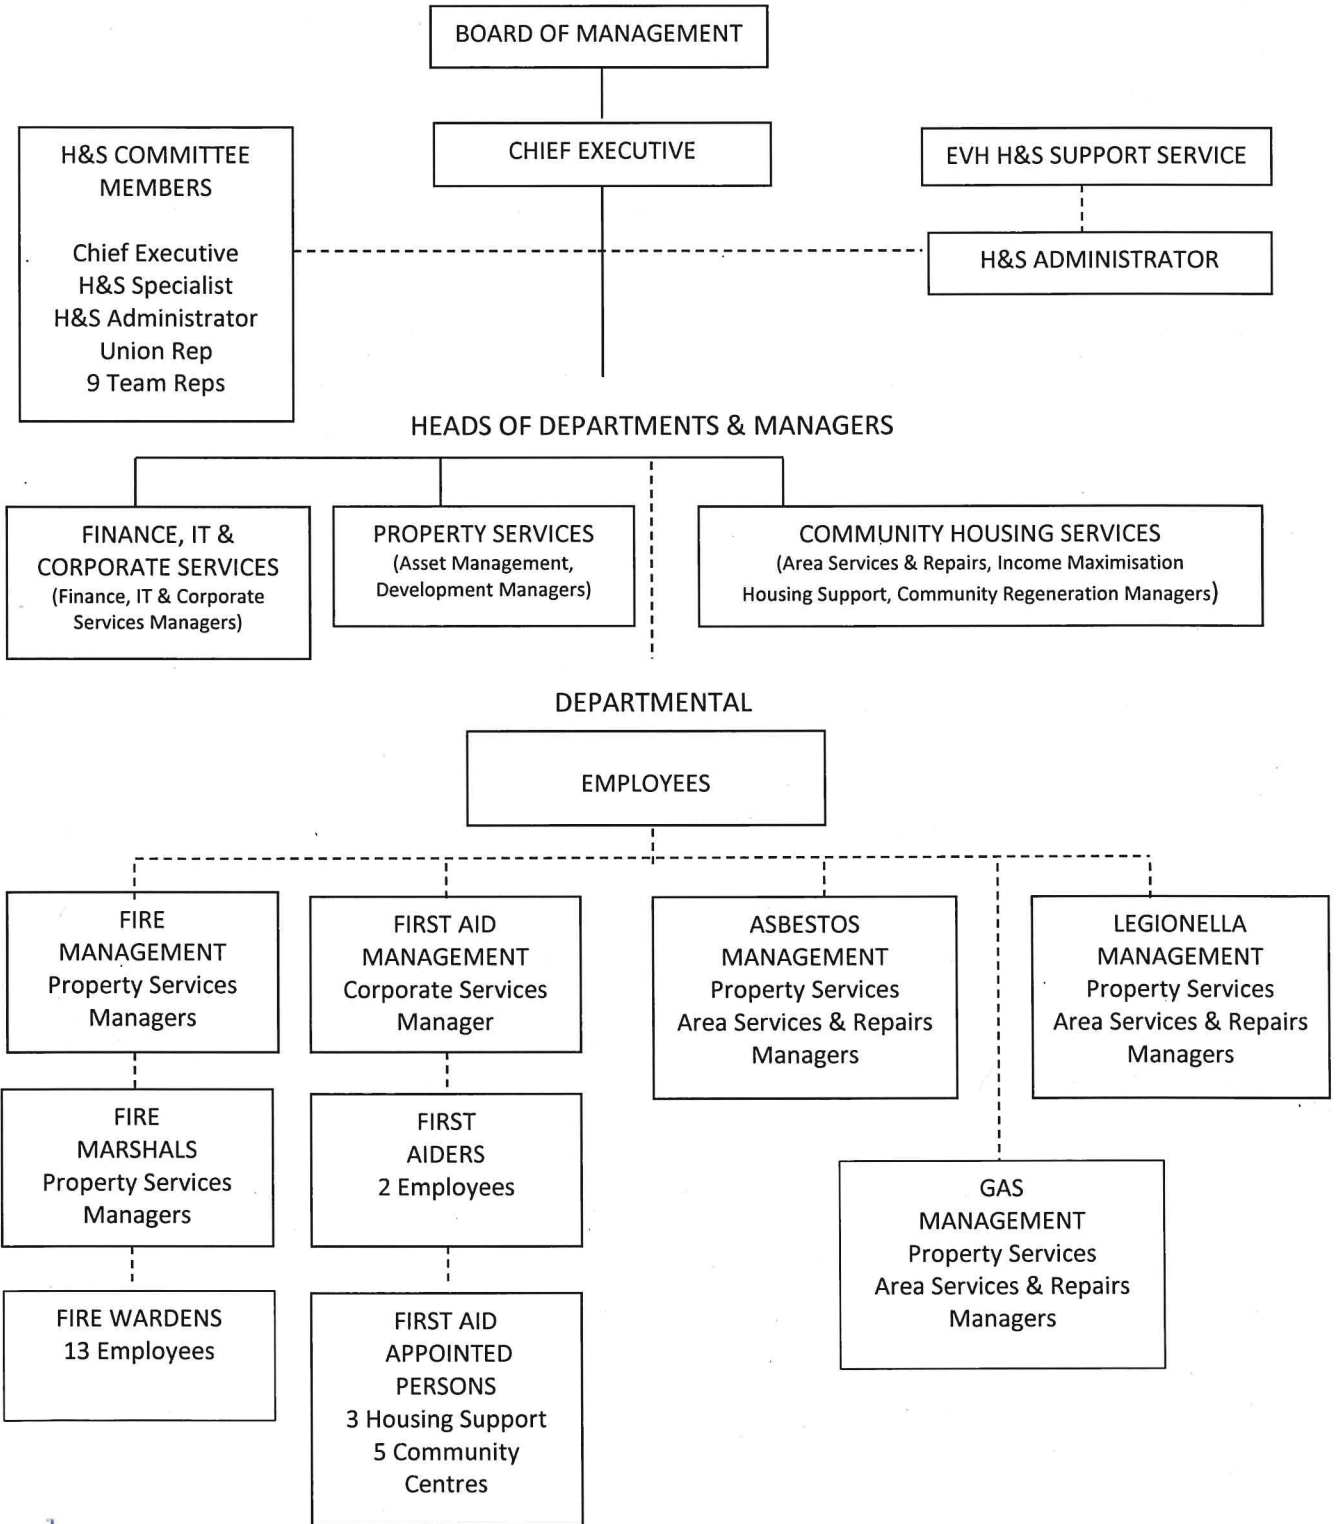 BOARD OF MANAGEMENT
CHIEF EXECUTIVE
H&S COMMITTEE
MEMBERS
Chief Executive
H&S Specialist
H&S Administrator
Union Rep
9 Team Reps
EVH H&S SUPPORT SERVICE
H&S ADMINISTRATOR
HEADS OF DEPARTMENTS & MANAGERS
FINANCE, IT &
CORPORATE SERVICES
(Finance, IT & Corporate
Services Managers)
PROPERTY SERVICES
(Asset Management,
Development Managers)
COMMUNITY HOUSING SERVICES
(Area Services & Repairs, Income Maximisation
Housing Support, Community Regeneration Managers)
DEPARTMENTAL
EMPLOYEES
FIRE
MANAGEMENT
Property Services
Managers
FIRE
MARSHALS
Property Services
Managers
FIRE WARDENS
13 Employees
FIRST AID
MANAGEMENT
Corporate Services
Manager
FIRST
AIDERS
2 Employees
FIRST AID
APPOINTED
PERSONS
3 Housing Support
5 Community
Centres
ASBESTOS
MANAGEMENT
Property Services
Area Services & Repairs
Managers
GAS
MANAGEMENT
Property Services
Area Services & Repairs
Managers
LEGIONELLA
MANAGEMENT
Property Services
Area Services & Repairs
Managers